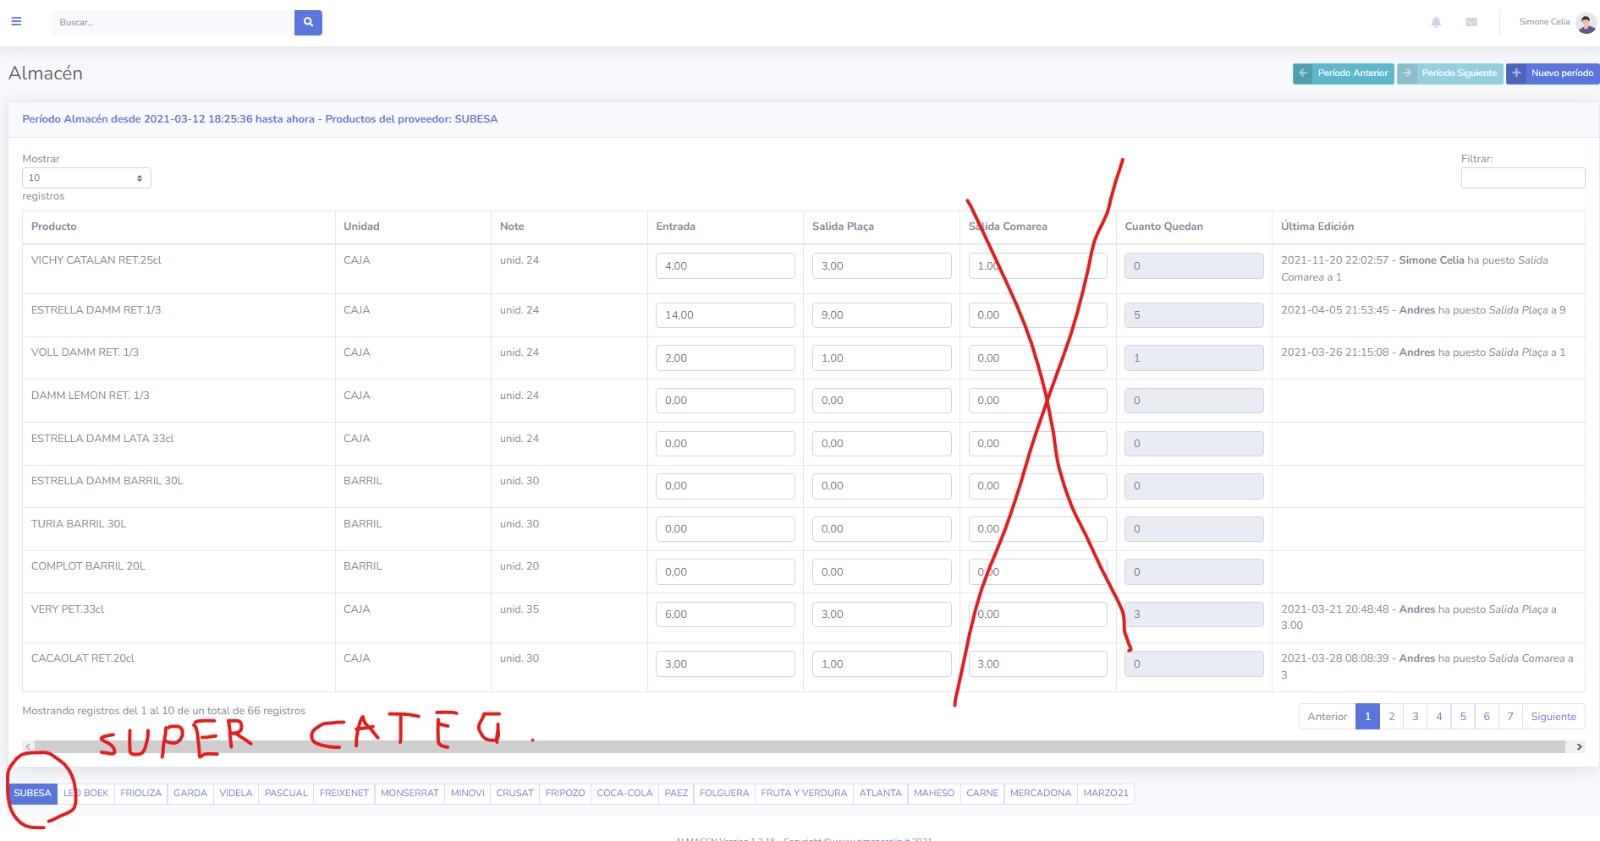 Buscar...
Simone Celia
Almacén
Período Anterior
Período Siguiente
Nuevo período
Período Almacén desde 2021-03-12 18:25:36 hasta ahora - Productos del proveedor: SUBESA
Mostrar
Filtrar:
10
registros
Producto Unidad Note Entrada Salida Plaça Salida Comarea Cuanto Quedan Última Edición
VICHY CATALAN RET.25cl CAJA unid. 24 4,00 3,00 1,00 0 2021-11-20 22:02:57 - Simone Celia ha puesto Salida
Comarea a 1
ESTRELLA DAMM RET.1/3 CAJA unid. 24 14,00 9,00 0,00 5 2021-04-05 21:53:45 - Andres ha puesto Salida Plaça a 9
VOLL DAMM RET. 1/3 CAJA unid. 24 2,00 1,00 0,00 1 2021-03-26 21:15:08 - Andres ha puesto Salida Plaça a 1
DAMM LEMON RET. 1/3 CAJA unid. 24 0,00 0,00 0,00 0
ESTRELLA DAMM LATA 33cl CAJA unid. 24 0,00 0,00 0,00 0
ESTRELLA DAMM BARRIL 30L BARRIL unid. 30 0,00 0,00 0,00 0
TURIA BARRIL 30L BARRIL unid. 30 0,00 0,00 0,00 0
COMPLOT BARRIL 20L BARRIL unid. 20 0,00 0,00 0,00 0
VERY PET.33cl CAJA unid. 35 6,00 3,00 0,00 3 2021-03-21 20:48:48 - Andres ha puesto Salida Plaça a
3.00
CACAOLAT RET.20cl CAJA unid. 30 3,00 1,00 3,00 0 2021-03-28 08:08:39 - Andres ha puesto Salida Comarea a
3
Mostrando registros del 1 al 10 de un total de 66 registros
Anterior 1 2 3 4 5 6 7 Siguiente
SUPER CATEG.
SUBESA LEO BOEK FRIOLIZA GARDA VIDELA PASCUAL FREIXENET MONSERRAT MINOVI CRUSAT FRIPOZO COCA-COLA PAEZ FOLGUERA FRUTA Y VERDURA ATLANTA MAHESO CARNE MERCADONA MARZO21